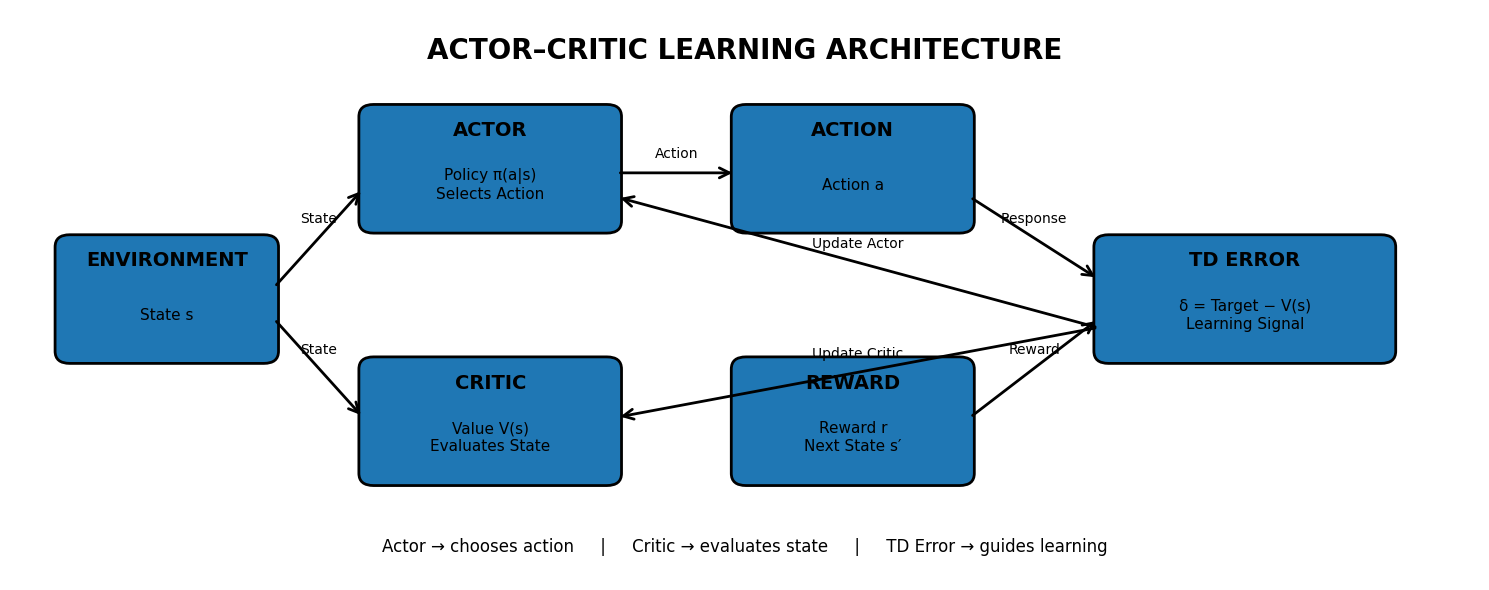 ACTOR–CRITIC LEARNING ARCHITECTURE
ACTOR
Policy π(a|s)
Selects Action
Action
ACTION
Action a
State
Response
Update Actor
ENVIRONMENT
State s
TD ERROR
δ = Target − V(s)
Learning Signal
State
Update Critic
Reward
CRITIC
Value V(s)
Evaluates State
REWARD
Reward r
Next State s′
Actor → chooses action | Critic → evaluates state | TD Error → guides learning